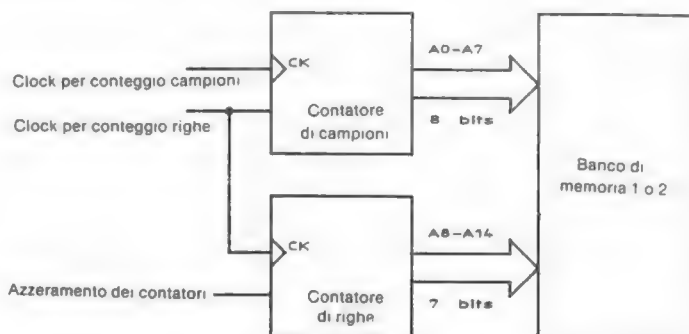 CK
A0-A7
Clock per conteggio campioni
Clock per conteggio righe
Contatore
di campioni
8 bits
Banco di
memoria 1 o 2
CK
A8-A14
Azzeramento dei contatori
Contatore
di righe
7 bits